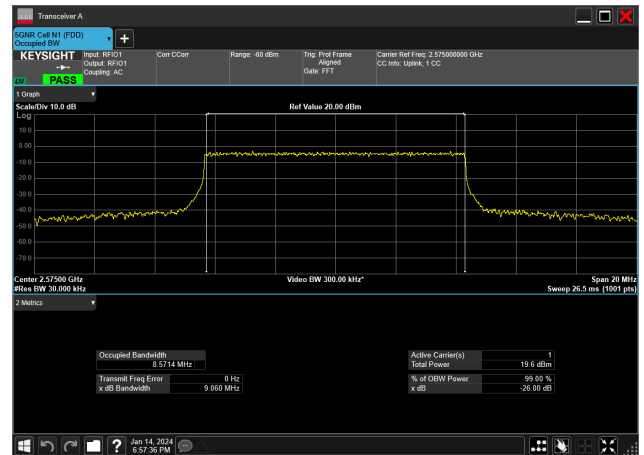 Transceiver A
5GNR Cell N1 (FDD)
Occupied BW
KEYSIGHT
Input: RFIO1
Output: RFIO1
Coupling: AC
Corr CCorr
Range: -60 dBm
Trig: Prot Frame
Aligned
Gate: FFT
Carrier Ref Freq: 2.575000000 GHz
CC Info: Uplink, 1 CC
PASS
1 Graph
Scale/Div 10.0 dB
Ref Value 20.00 dBm
Log
10.0
0.00
-10.0
-20.0
-30.0
-40.0
-50.0
-60.0
-70.0
Center 2.57500 GHz
Video BW 300.00 kHz*
Span 20 MHz
#Res BW 30.000 kHz
Sweep 26.5 ms (1001 pts)
2 Metrics
Occupied Bandwidth
8.5714 MHz
Active Carrier(s) 1
Total Power 19.6 dBm
Transmit Freq Error 0 Hz
x dB Bandwidth 9.060 MHz
% of OBW Power 99.00 %
x dB -26.00 dB
Jan 14, 2024
6:57:36 PM